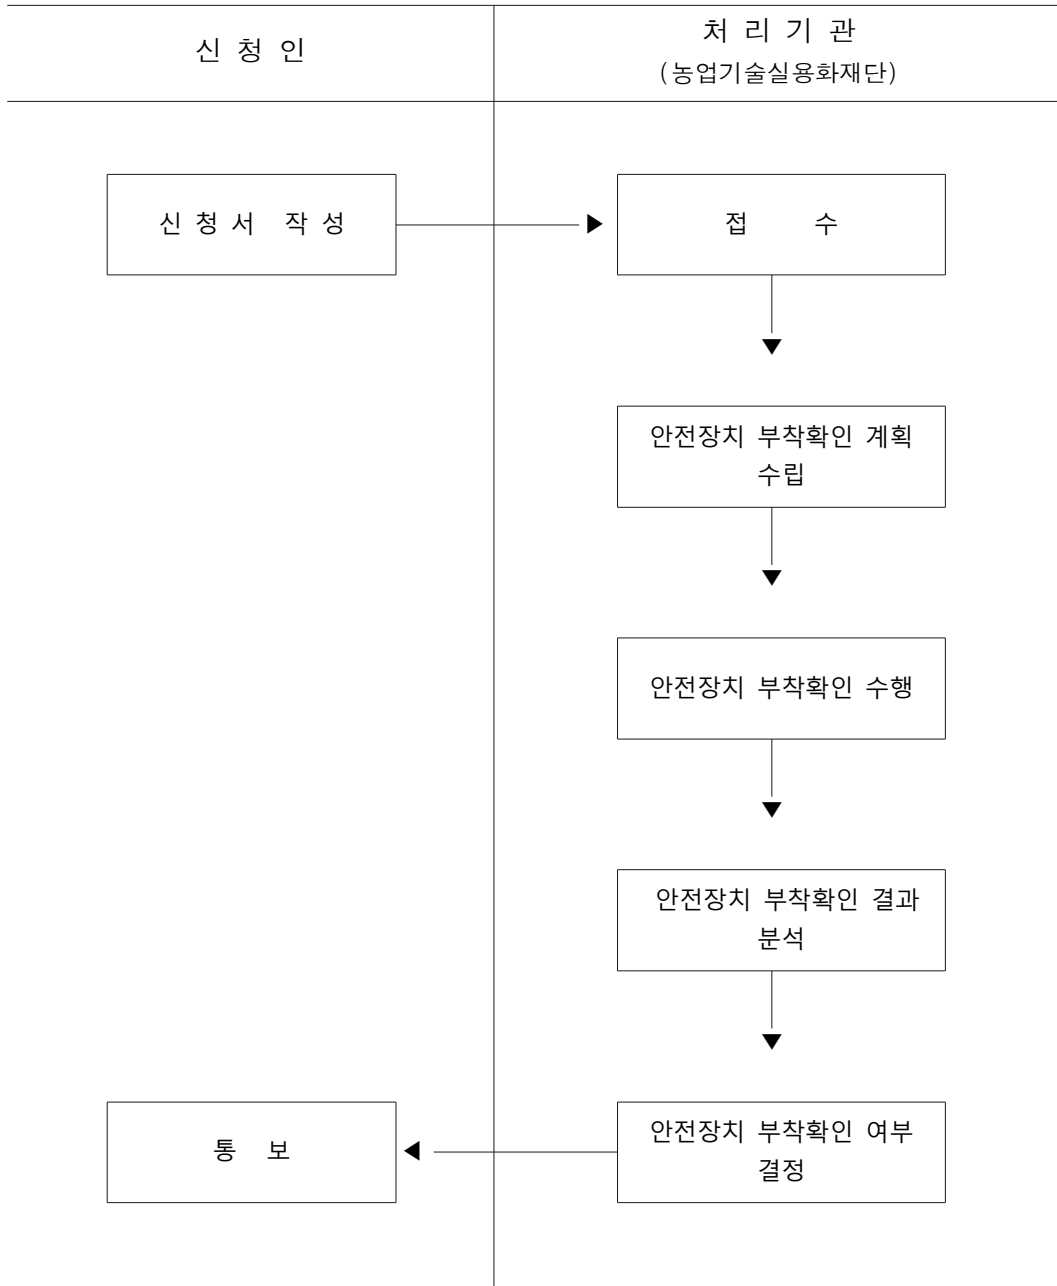 신 청 인
처 리 기 관
(농업기술실용화재단)
신 청 서 작 성
접 수
안전장치 부착확인 계획
수립
안전장치 부착확인 수행
안전장치 부착확인 결과
분석
안전장치 부착확인 여부
결정
통 보